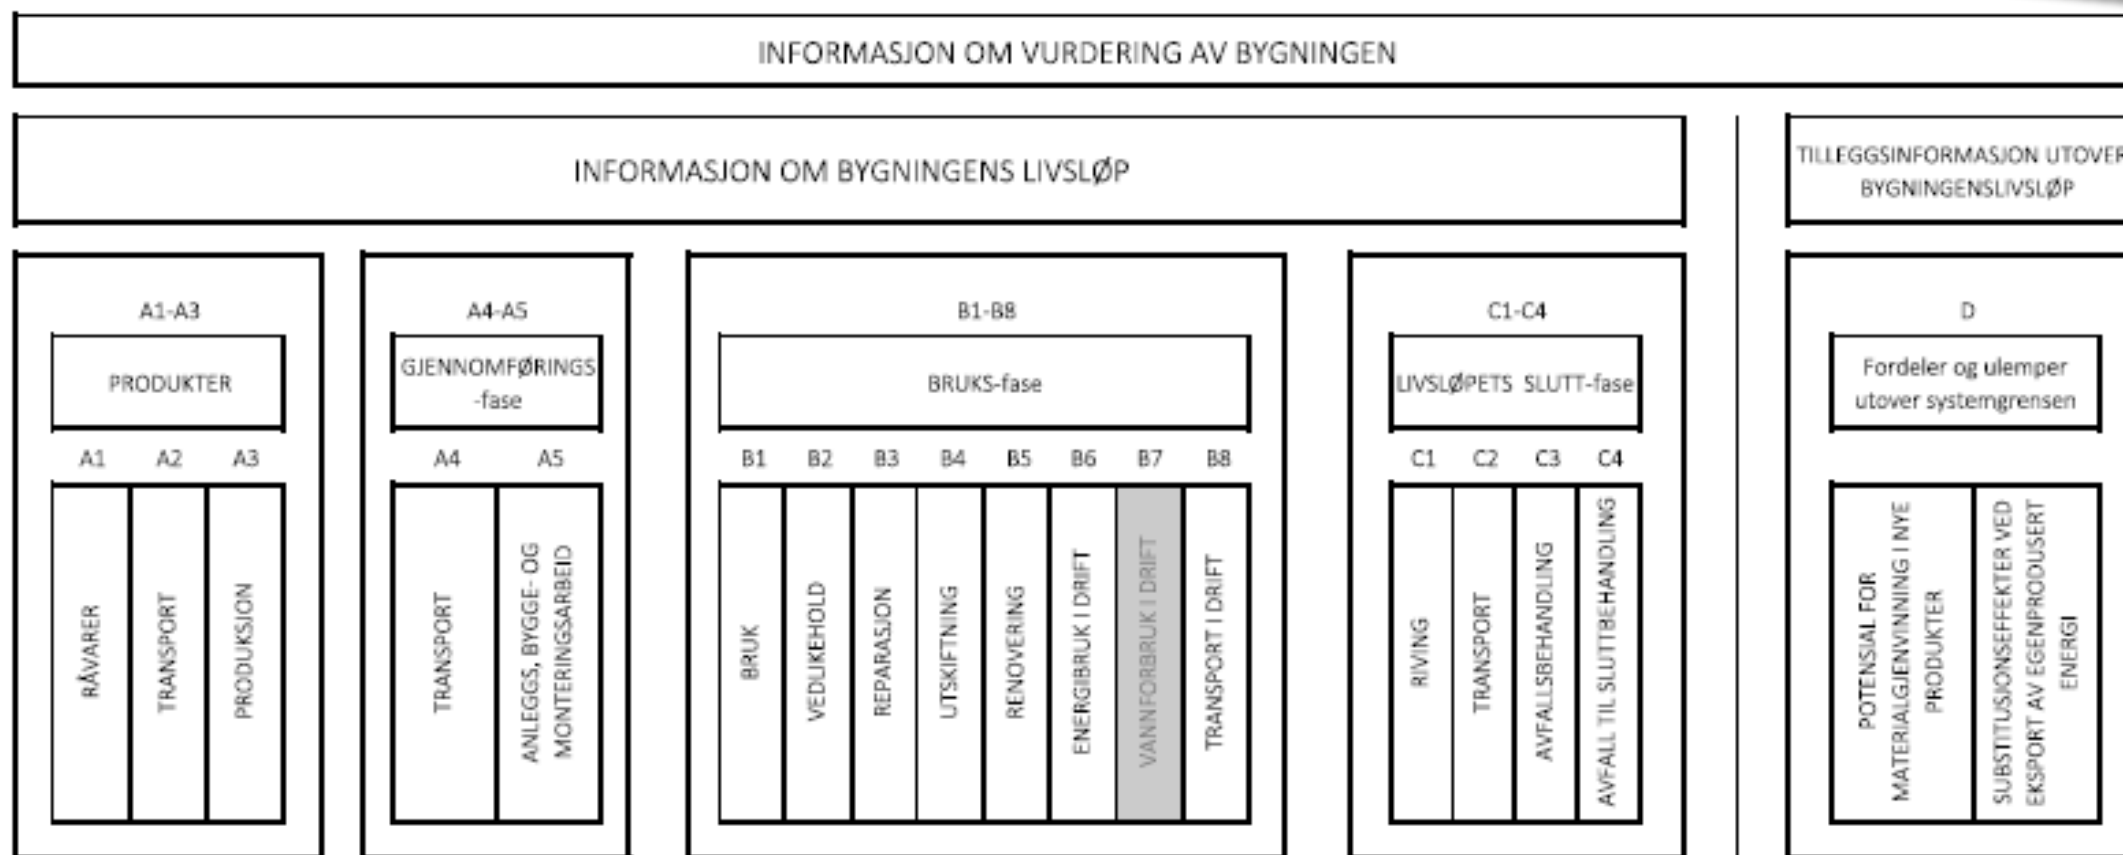 INFORMASJON OM VURDERING AV BYGNINGEN
INFORMASJON OM BYGNINGENS LIVSLØP
TILLEGGSINFORMASJON UTOVER
BYGNINGENSLIVSLØP
A1-A3
PRODUKTER
A1 A2 A3
RÅVARER
TRANSPORT
PRODUKSJON
A4-A5
GJENNOMFØRINGS
-fase
A4 A5
TRANSPORT
ANLEGGS, BYGGE- OG
MONTERINGSARBEID
B1-B8
BRUKS-fase
B1 B2 B3 B4 B5 B6 B7 B8
BRUK
VEDLIKEHOLD
REPARASJON
UTSKIFTNING
RENOVERING
ENERGIBRUK I DRIFT
VANNFORBRUK I DRIFT
TRANSPORT I DRIFT
C1-C4
LIVSLØPETS SLUTT-fase
C1 C2 C3 C4
RIVING
TRANSPORT
AVFALLSBEHANDLING
AVFALL TIL SLUTTBEHANDLING
D
Fordeler og ulemper
utover systemgrensen
POTENSIAL FOR
MATERIALGJENVINNING I NYE
PRODUKTER
SUBSTITUSJONSEFFEKTER VED
EKSPORT AV EGENPRODUSERT
ENERGI